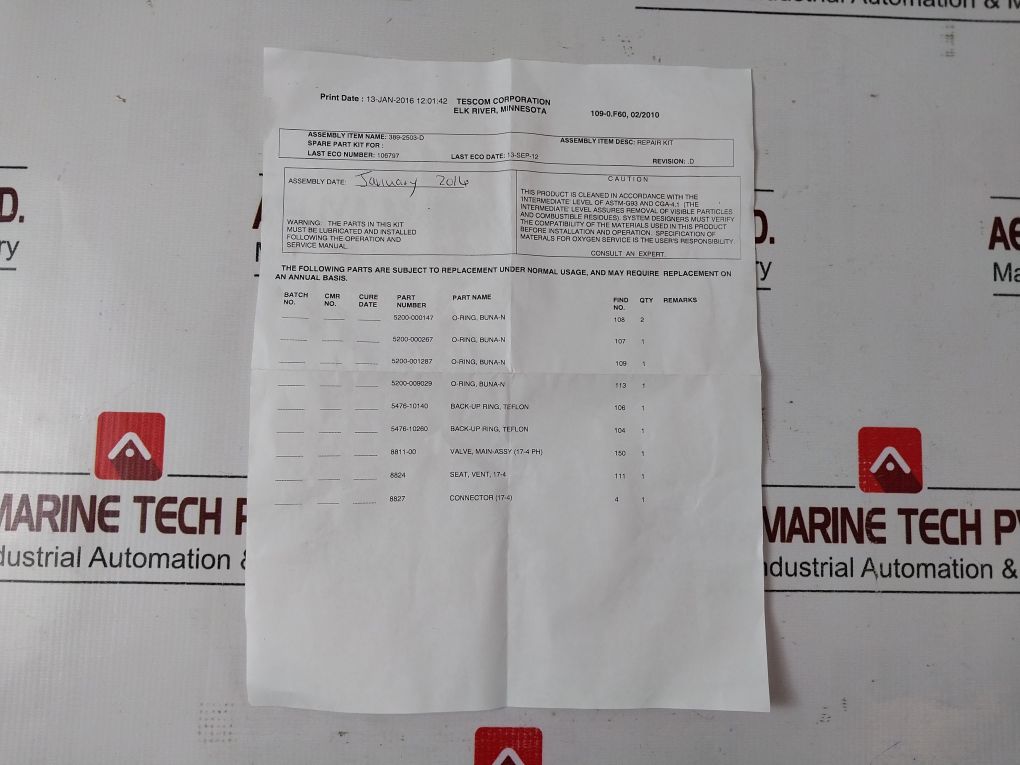 Industrial Automation & M
Print Date : 13-JAN-2016 12:01:42 TESCOM CORPORATION
ELK RIVER, MINNESOTA
109-0.F60, 02/2010
ASSEMBLY ITEM NAME: 389-2503-D
ASSEMBLY ITEM DESC: REPAIR KIT
SPARE PART KIT FOR :
LAST ECO NUMBER: 106797
LAST ECO DATE: 13-SEP-12
REVISION: .D
ASSEMBLY DATE: January 2016
WARNING: THE PARTS IN THIS KIT
MUST BE LUBRICATED AND INSTALLED
FOLLOWING THE OPERATION AND
SERVICE MANUAL.
CAUTION
THIS PRODUCT IS CLEANED IN ACCORDANCE WITH THE
'INTERMEDIATE' LEVEL OF ASTM-G93 AND CGA-4.1 (THE
INTERMEDIATE' LEVEL ASSURES REMOVAL OF VISIBLE PARTICLES
AND COMBUSTIBLE RESIDUES). SYSTEM DESIGNERS MUST VERIFY
THE COMPATIBILITY OF THE MATERIALS USED IN THIS PRODUCT
BEFORE INSTALLATION AND OPERATION. SPECIFICATION OF
MATERIALS FOR OXYGEN SERVICE IS THE USER'S RESPONSIBILITY.
CONSULT AN EXPERT.
THE FOLLOWING PARTS ARE SUBJECT TO REPLACEMENT UNDER NORMAL USAGE, AND MAY REQUIRE REPLACEMENT ON
AN ANNUAL BASIS.
BATCH NO. CMR NO. CURE DATE PART NUMBER PART NAME FIND NO. QTY REMARKS
5200-000147 O-RING, BUNA-N 108 2
5200-000267 O-RING, BUNA-N 107 1
5200-001287 O-RING, BUNA-N 109 1
5200-009029 O-RING, BUNA-N 113 1
5476-10140 BACK-UP RING, TEFLON 106 1
5476-10260 BACK-UP RING, TEFLON 104 1
8811-00 VALVE, MAIN-ASSY (17-4 PH) 150 1
8824 SEAT, VENT, 17-4 111 1
8827 CONNECTOR (17-4) 4 1
D.
ry
D.
ry
AE
Ma
MARINE TECH P
dustrial Automation &
MARINE TECH PV
ndustrial Automation &